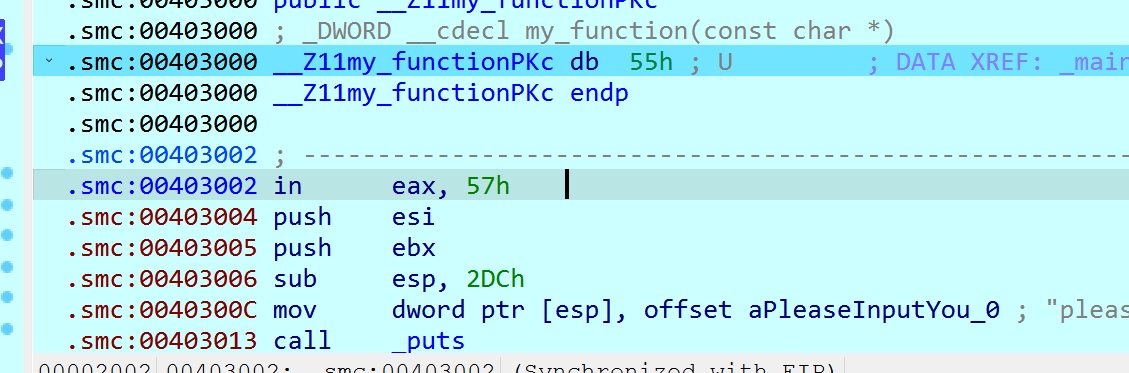 .smc:00403000 public __Z11my_functionPKc
.smc:00403000 ; _DWORD __cdecl my_function(const char *)
.smc:00403000 __Z11my_functionPKc db 55h ; U ; DATA XREF: _main
.smc:00403000 __Z11my_functionPKc endp
.smc:00403000
.smc:00403002 ; ---------------------------------------------------------
.smc:00403002 in eax, 57h
.smc:00403004 push esi
.smc:00403005 push ebx
.smc:00403006 sub esp, 2DCh
.smc:0040300C mov dword ptr [esp], offset aPleaseInputYou_0 ; "pleas
.smc:00403013 call _puts
00002002 00403002: .smc:00403002 (Synchronized with EIP)